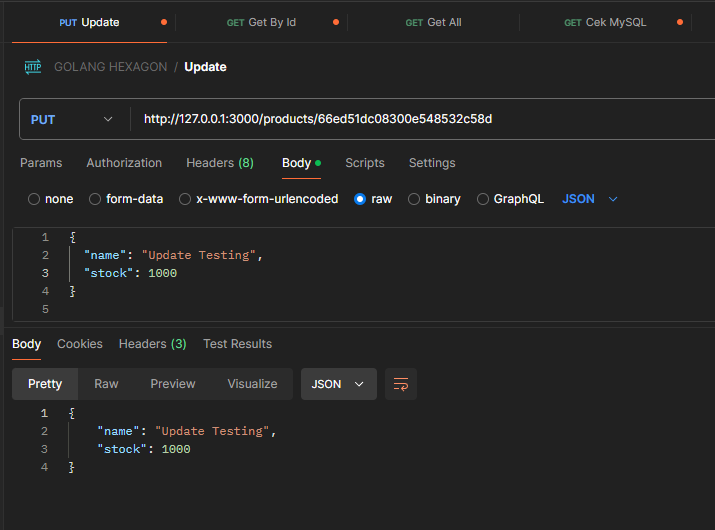 PUT Update GET Get By Id GET Get All GET Cek MySQL
HTTP GOLANG HEXAGON / Update
PUT http://127.0.0.1:3000/products/66ed51dc08300e548532c58d
Params Authorization Headers (8) Body Scripts Settings
none form-data x-www-form-urlencoded raw binary GraphQL JSON
1 {
2 "name": "Update Testing",
3 "stock": 1000
4 }
5
Body Cookies Headers (3) Test Results
Pretty Raw Preview Visualize JSON
1 {
2 "name": "Update Testing",
3 "stock": 1000
4 }